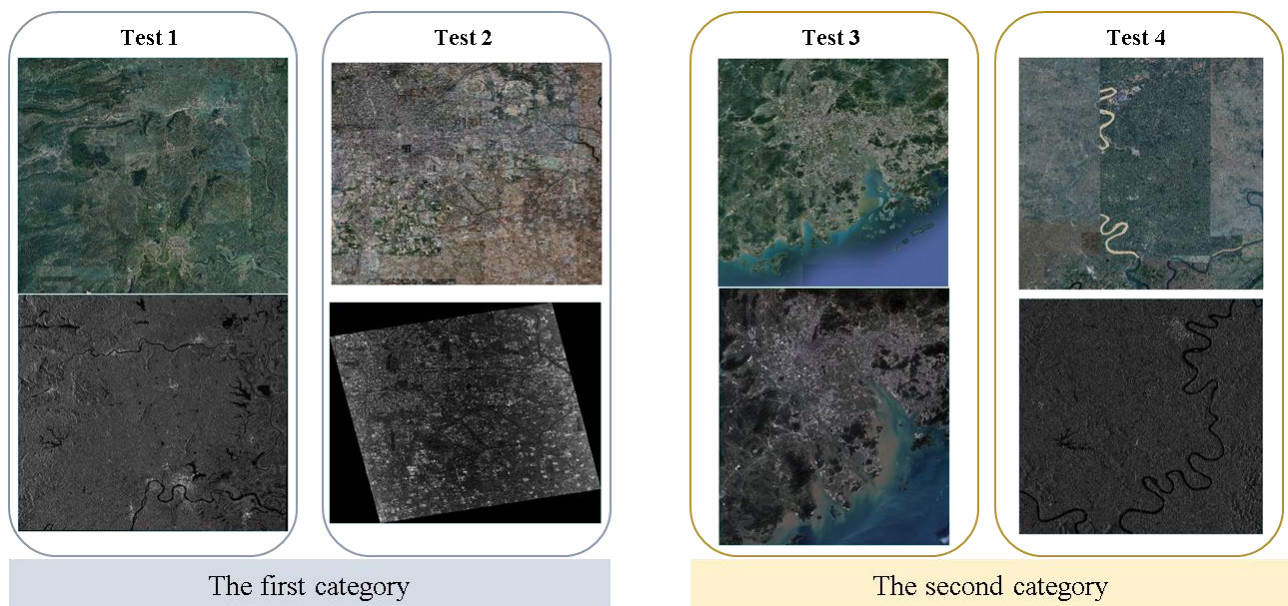 Test 1
Test 2
Test 3
Test 4
The first category
The second category